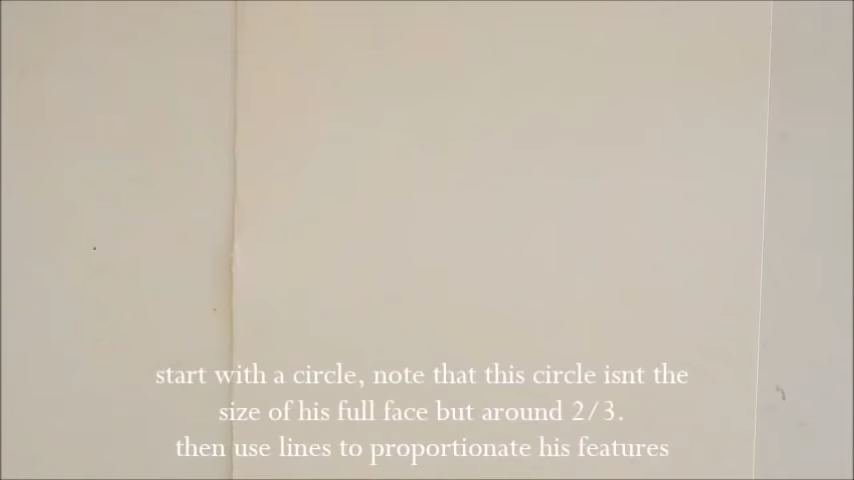 start with a circle, note that this circle isnt the
size of his full face but around 2/3.
then use lines to proportionate his features